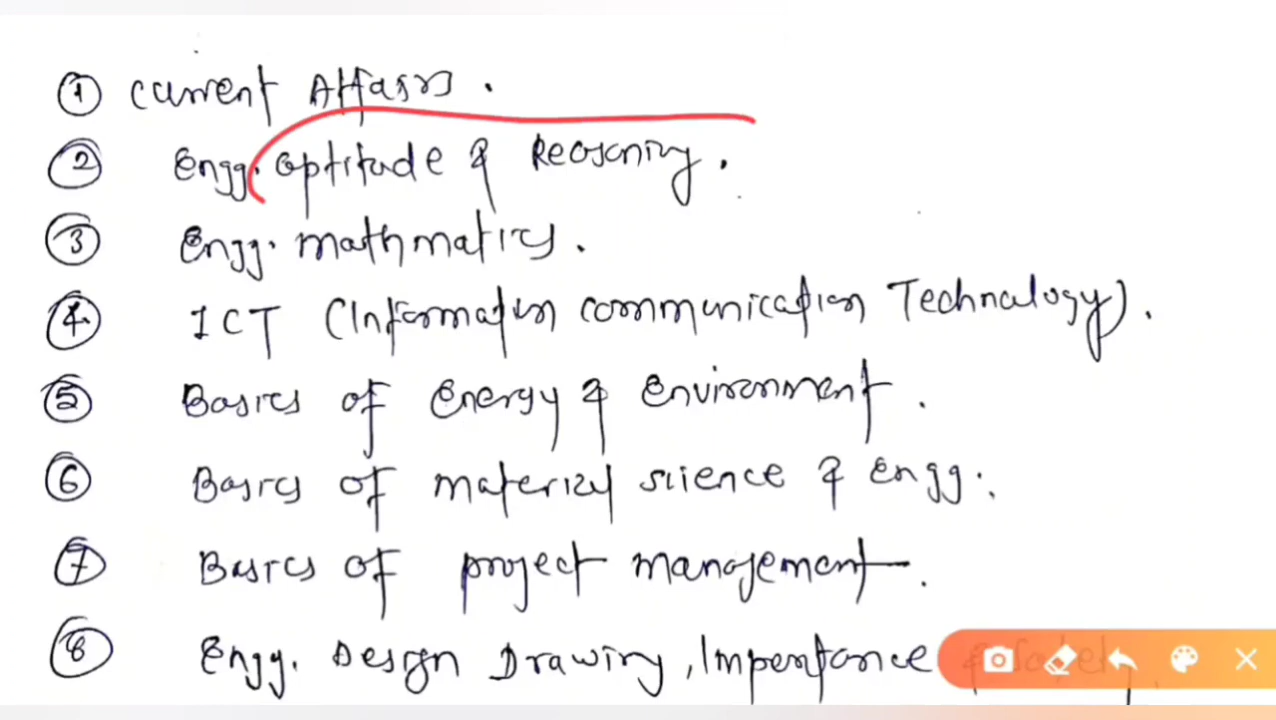 1 Current Affairs.
2 Engg. Aptitude & Reasoning.
3 Engg. mathmatics.
4. ICT (Information communication Technology).
5 Basics of Energy & Environment.
6 Basics of material science & Engg.
7 Basics of project management.
8 Engg. Design Drawing, Importance & Safety